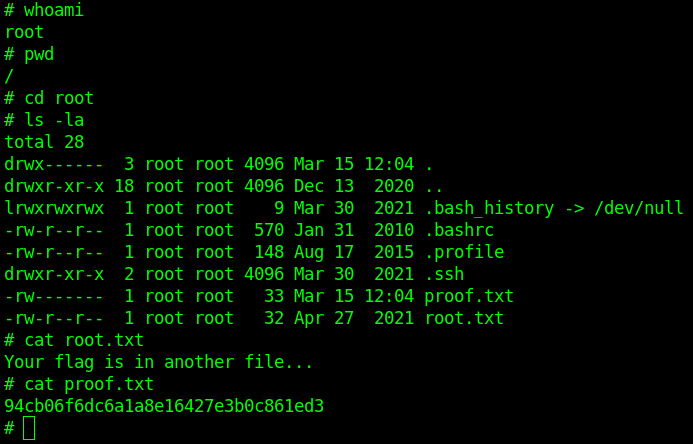 # whoami
root
# pwd
/
# cd root
# ls -la
total 28
drwx------  3 root root 4096 Mar 15 12:04 .
drwxr-xr-x 18 root root 4096 Dec 13  2020 ..
lrwxrwxrwx  1 root root    9 Mar 30  2021 .bash_history -> /dev/null
-rw-r--r--  1 root root  570 Jan 31  2010 .bashrc
-rw-r--r--  1 root root  148 Aug 17  2015 .profile
drwxr-xr-x  2 root root 4096 Mar 30  2021 .ssh
-rw-------  1 root root   33 Mar 15 12:04 proof.txt
-rw-r--r--  1 root root   32 Apr 27  2021 root.txt
# cat root.txt
Your flag is in another file...
# cat proof.txt
94cb06f6dc6a1a8e16427e3b0c861ed3
#